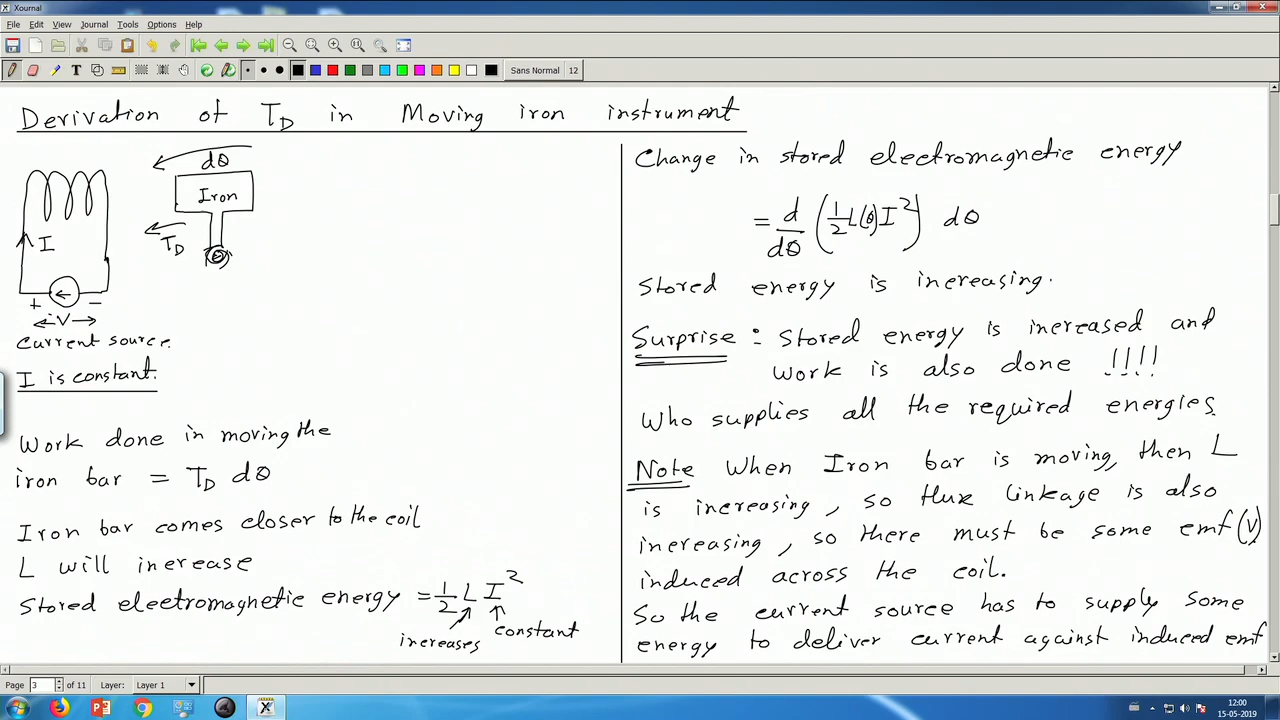 Xournal
File Edit View Journal Tools Options Help
Sans Normal 12
Derivation of T_D in Moving iron instrument
dθ
Iron
T_D
θ
I
+ −
V
Current source.
I is constant.
Work done in moving the
iron bar = T_D dθ
Iron bar comes closer to the coil
L will increase
Stored electromagnetic energy = 1/2 L I²
increases constant
Change in stored electromagnetic energy
= d/dθ (1/2 L(θ) I²) dθ
Stored energy is increasing.
Surprise : Stored energy is increased and
work is also done !!!!
Who supplies all the required energies
Note When Iron bar is moving, then L
is increasing, so flux linkage is also
increasing, so there must be some emf (V)
induced across the coil.
So the current source has to supply some
energy to deliver current against induced emf
Page 3 of 11 Layer: Layer 1
12:00
15-05-2019